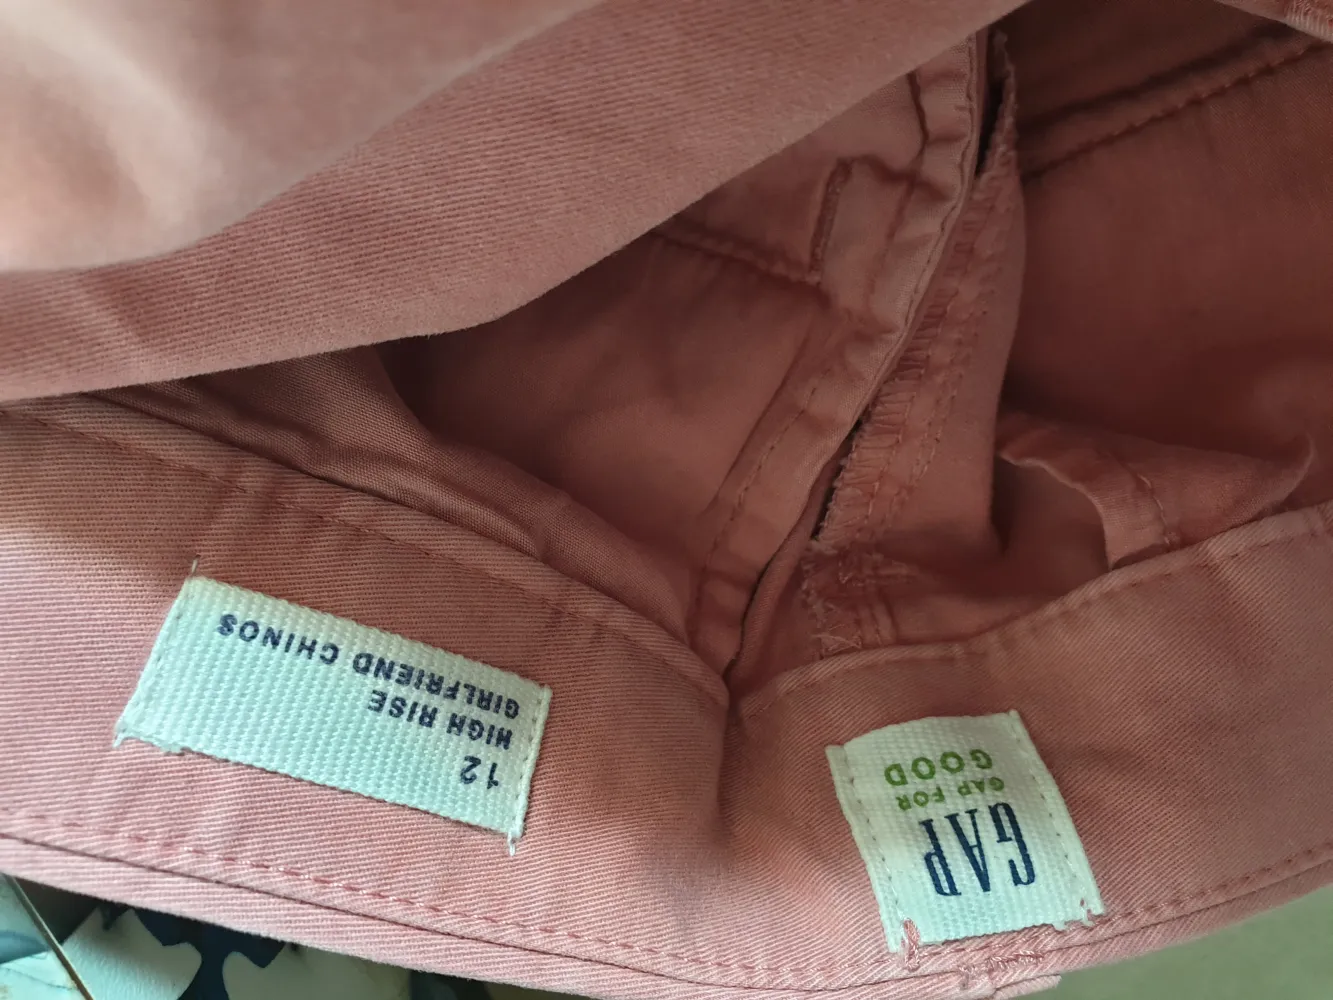 12
HIGH RISE
GIRLFRIEND CHINOS
GAP
GAP FOR
GOOD